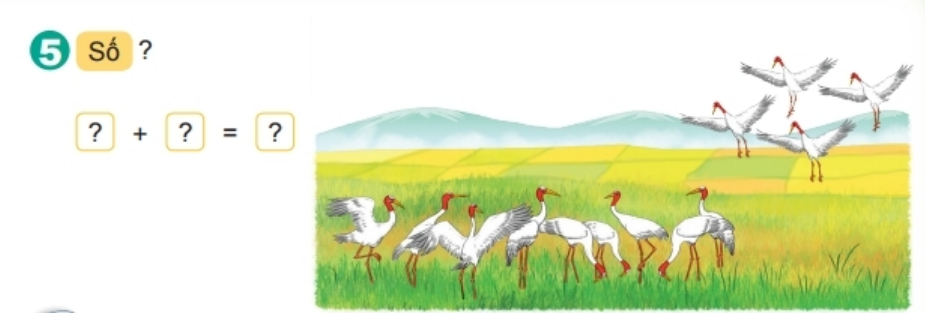 5 Số ?
? + ? = ?